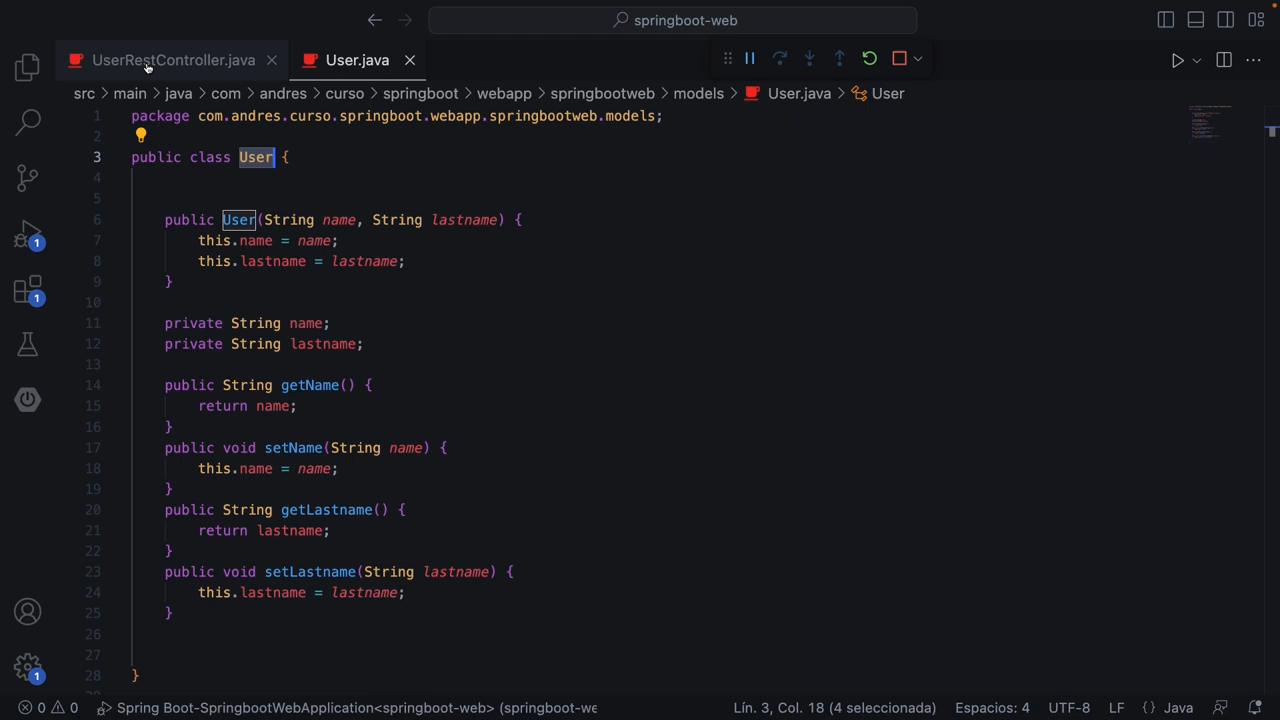 springboot-web
UserRestController.java
User.java
src > main > java > com > andres > curso > springboot > webapp > springbootweb > models > User.java > User
1 package com.andres.curso.springboot.webapp.springbootweb.models;
2
3 public class User {
4
5
6 public User(String name, String lastname) {
7 this.name = name;
8 this.lastname = lastname;
9 }
10
11 private String name;
12 private String lastname;
13
14 public String getName() {
15 return name;
16 }
17 public void setName(String name) {
18 this.name = name;
19 }
20 public String getLastname() {
21 return lastname;
22 }
23 public void setLastname(String lastname) {
24 this.lastname = lastname;
25 }
26
27
28 }
1
1
1
0 0 Spring Boot-SpringbootWebApplication<springboot-web> (springboot-we Lín. 3, Col. 18 (4 seleccionada) Espacios: 4 UTF-8 LF {} Java